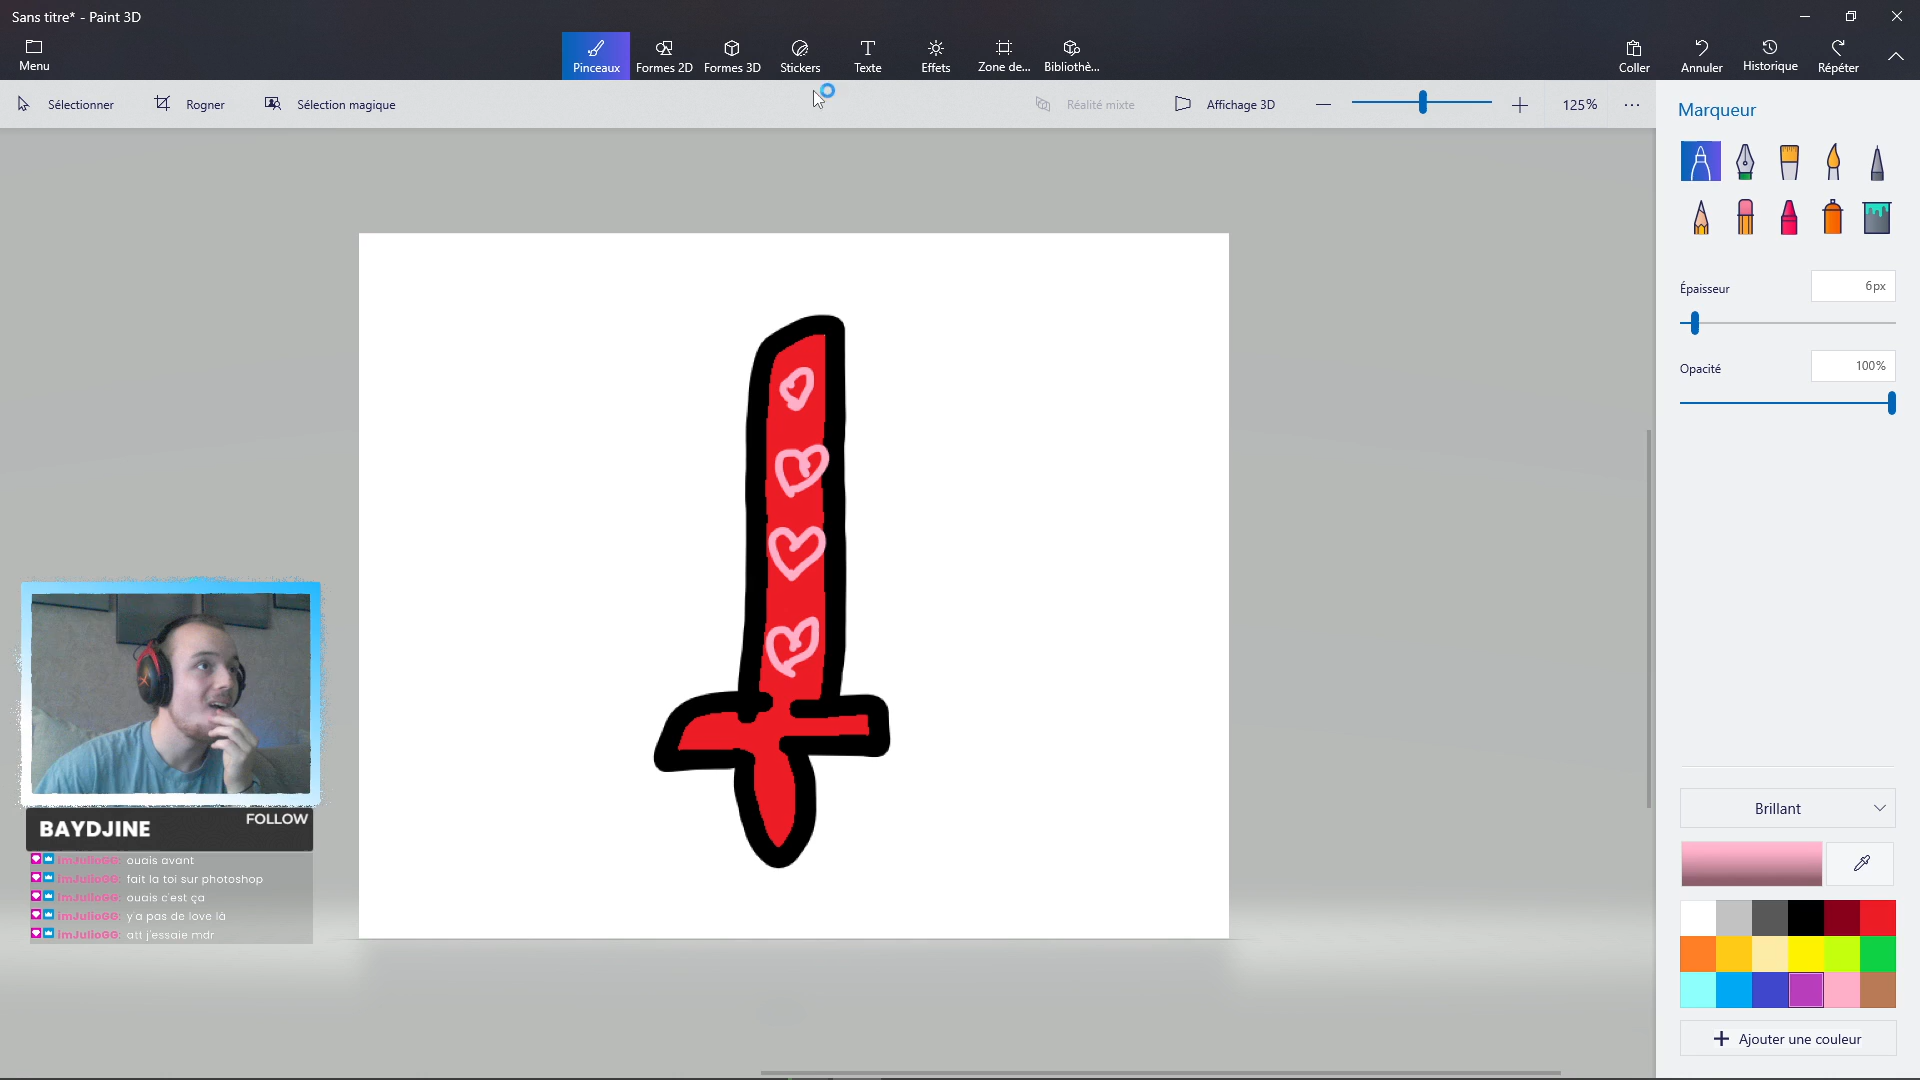 Sans titre* - Paint 3D
Menu
Pinceaux
Formes 2D
Formes 3D
Stickers
Texte
Effets
Zone de...
Bibliothè...
Coller
Annuler
Historique
Répéter
Sélectionner
Rogner
Sélection magique
Réalité mixte
Affichage 3D
125%
Marqueur
Épaisseur
6px
Opacité
100%
BAYDJINE
FOLLOW
imJulioGG: ouais avant
imJulioGG: fait la toi sur photoshop
imJulioGG: ouais c'est ça
imJulioGG: y'a pas de love là
imJulioGG: att j'essaie mdr
Brillant
Ajouter une couleur